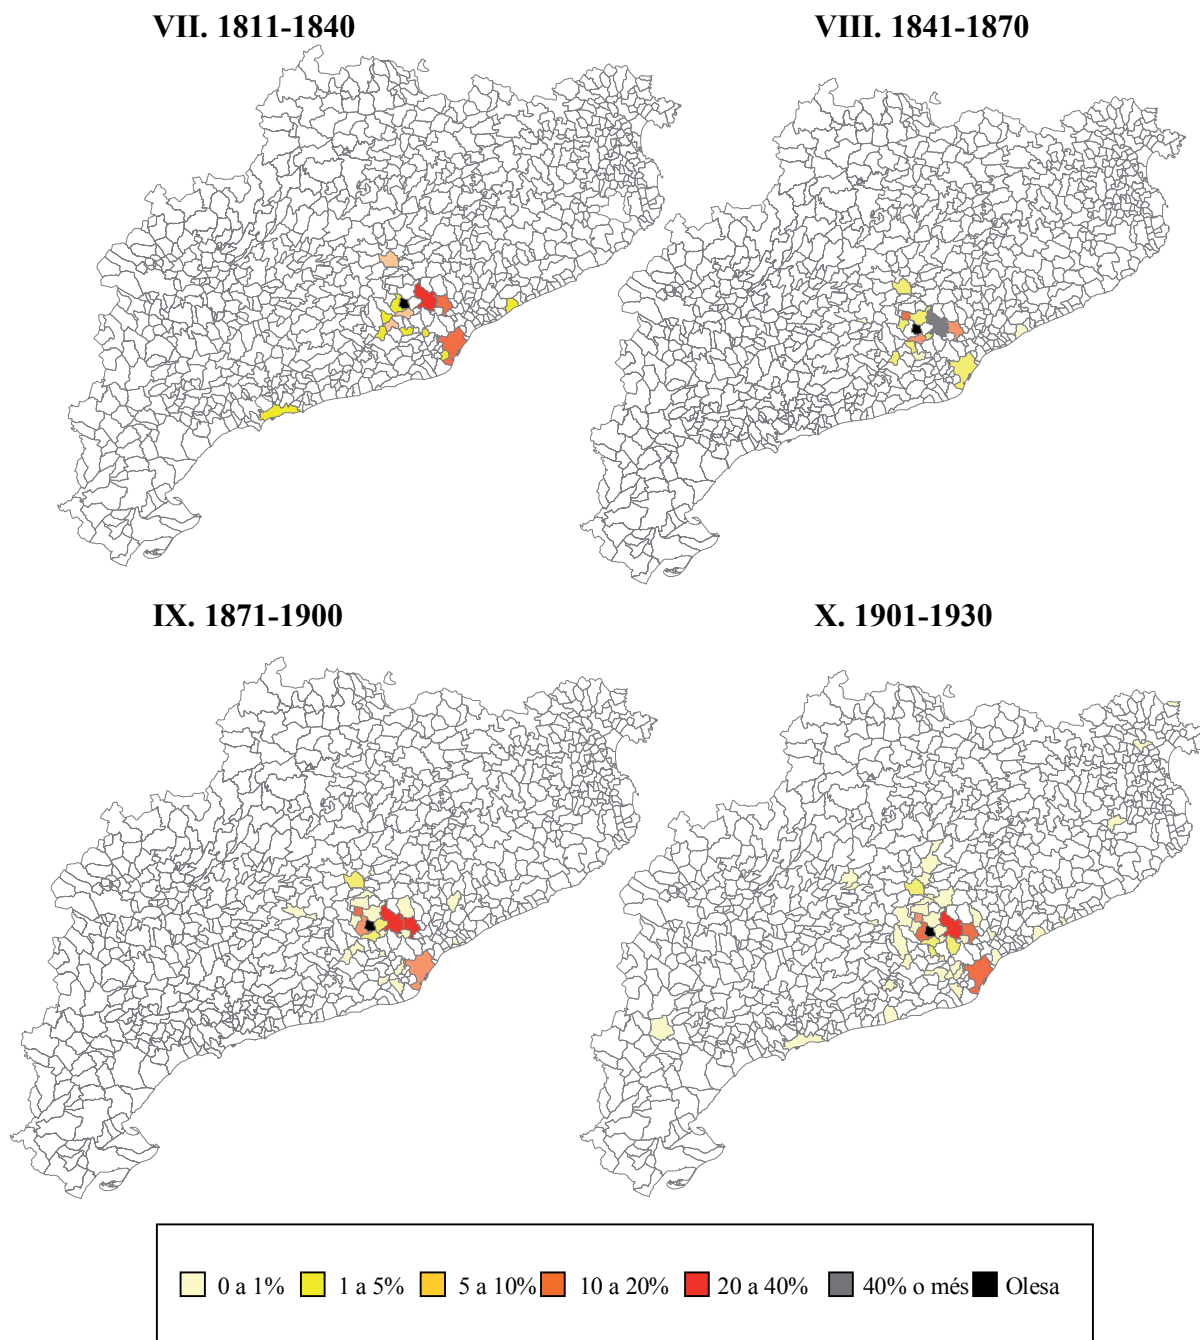 VII. 1811-1840
VIII. 1841-1870
IX. 1871-1900
X. 1901-1930
0 a 1% 1 a 5% 5 a 10% 10 a 20% 20 a 40% 40% o més Olesa